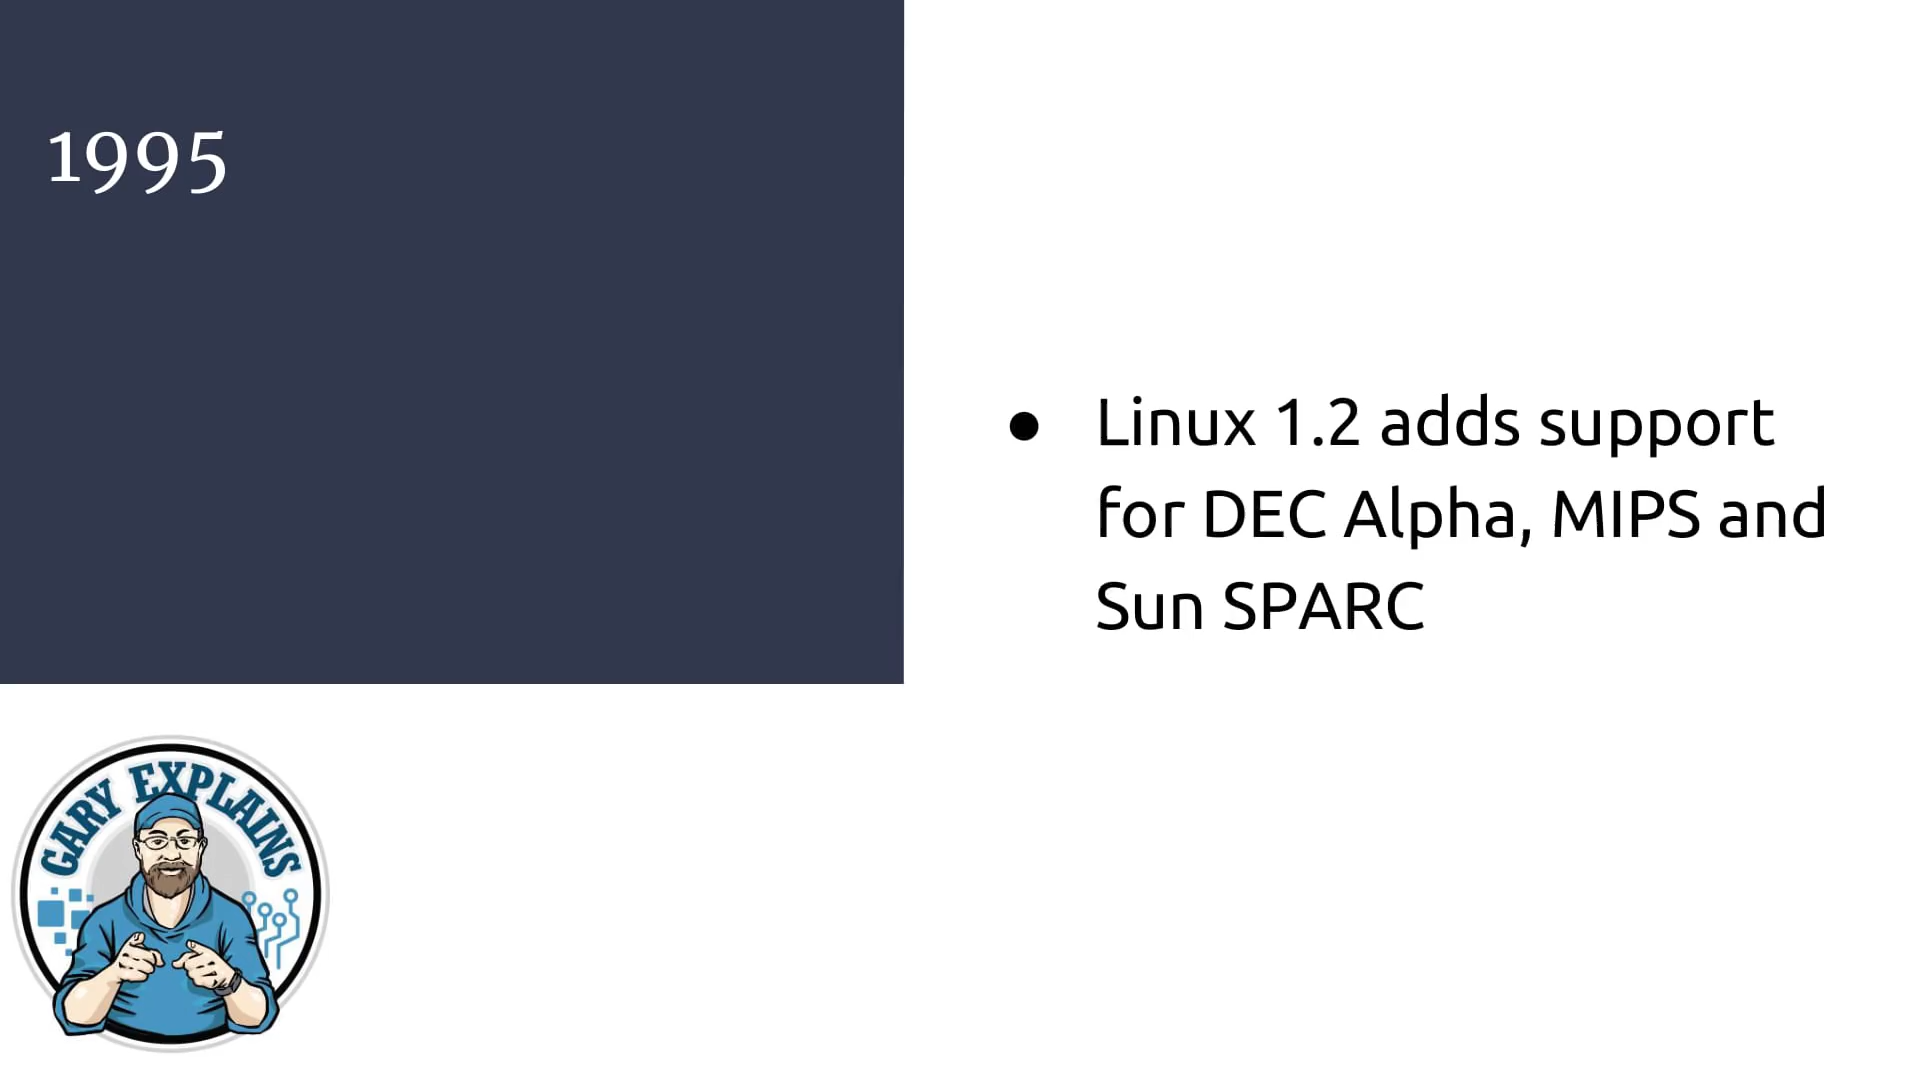 1995
● Linux 1.2 adds support
for DEC Alpha, MIPS and
Sun SPARC
GARY EXPLAINS